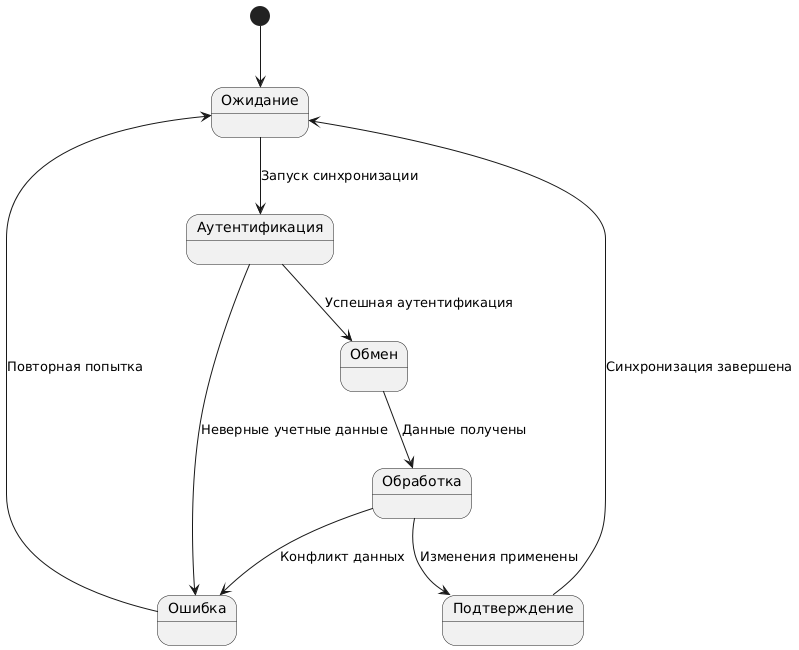 Ожидание
Запуск синхронизации
Аутентификация
Успешная аутентификация
Обмен
Повторная попытка
Синхронизация завершена
Неверные учетные данные
Данные получены
Обработка
Конфликт данных
Изменения применены
Ошибка
Подтверждение